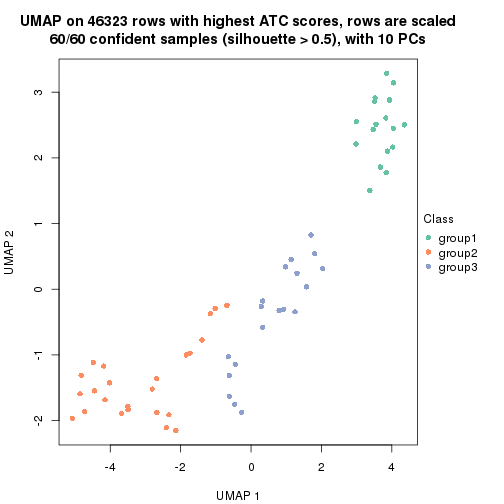 UMAP on 46323 rows with highest ATC scores, rows are scaled
60/60 confident samples (silhouette > 0.5), with 10 PCs
3
2
1
0
-1
-2
UMAP 2
-4
-2
0
2
4
UMAP 1
Class
group1
group2
group3